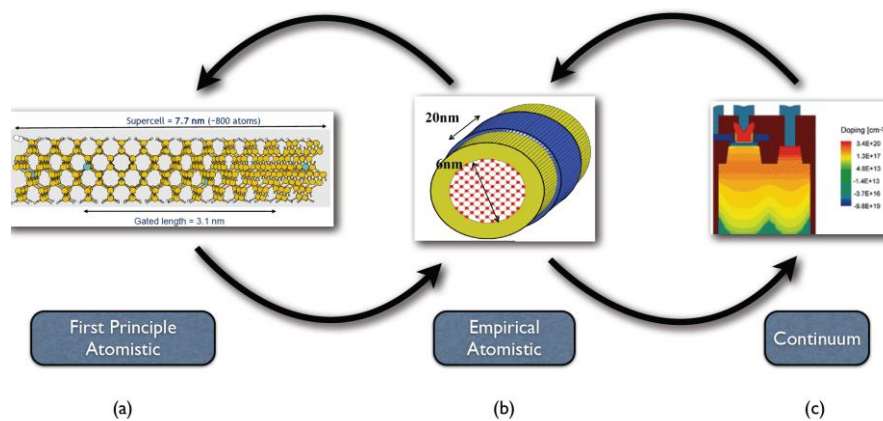 Supercell = 7.7 nm (~800 atoms)
Gated length = 3.1 nm
20nm
6nm
Doping [cm-3
3.4E+20
1.3E+17
4.8E+13
-1.4E+13
-3.7E+16
-9.8E+19
First Principle
Atomistic
Empirical
Atomistic
Continuum
(a)
(b)
(c)